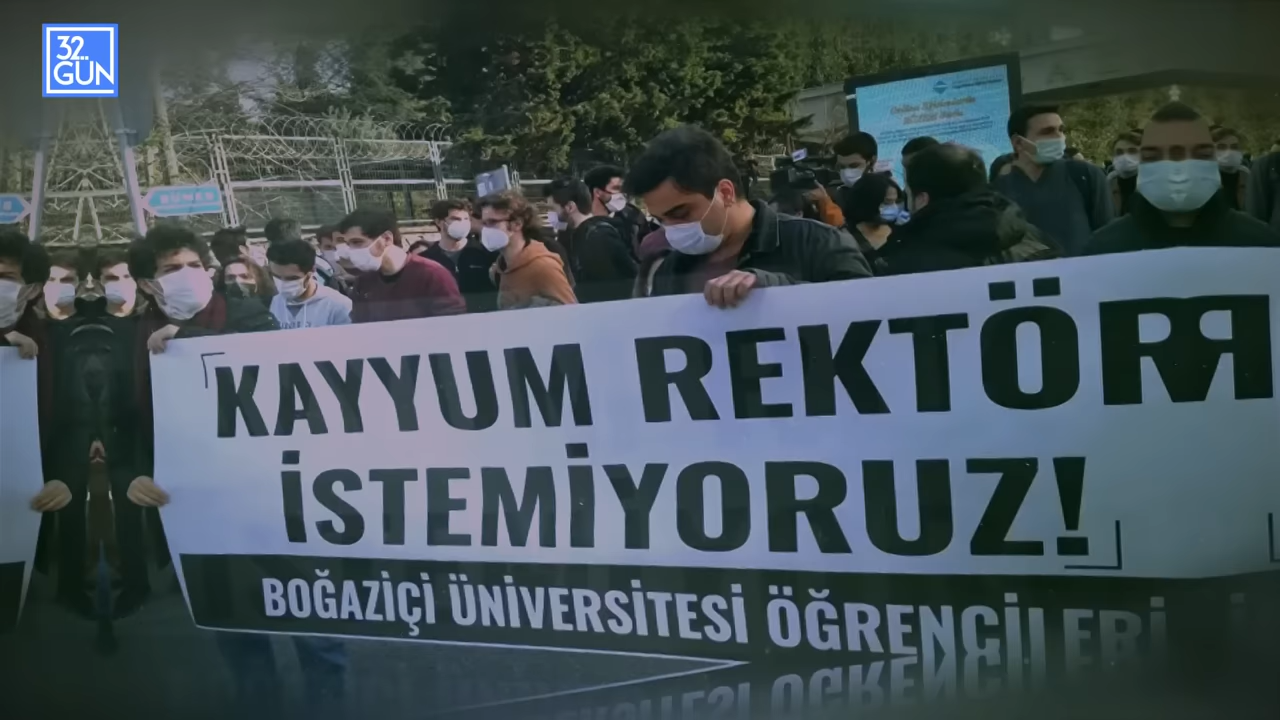 32.
GÜN
KAYYUM REKTÖR
İSTEMİYORUZ!
BOĞAZİÇİ ÜNİVERSİTESİ ÖĞRENCİLERİ